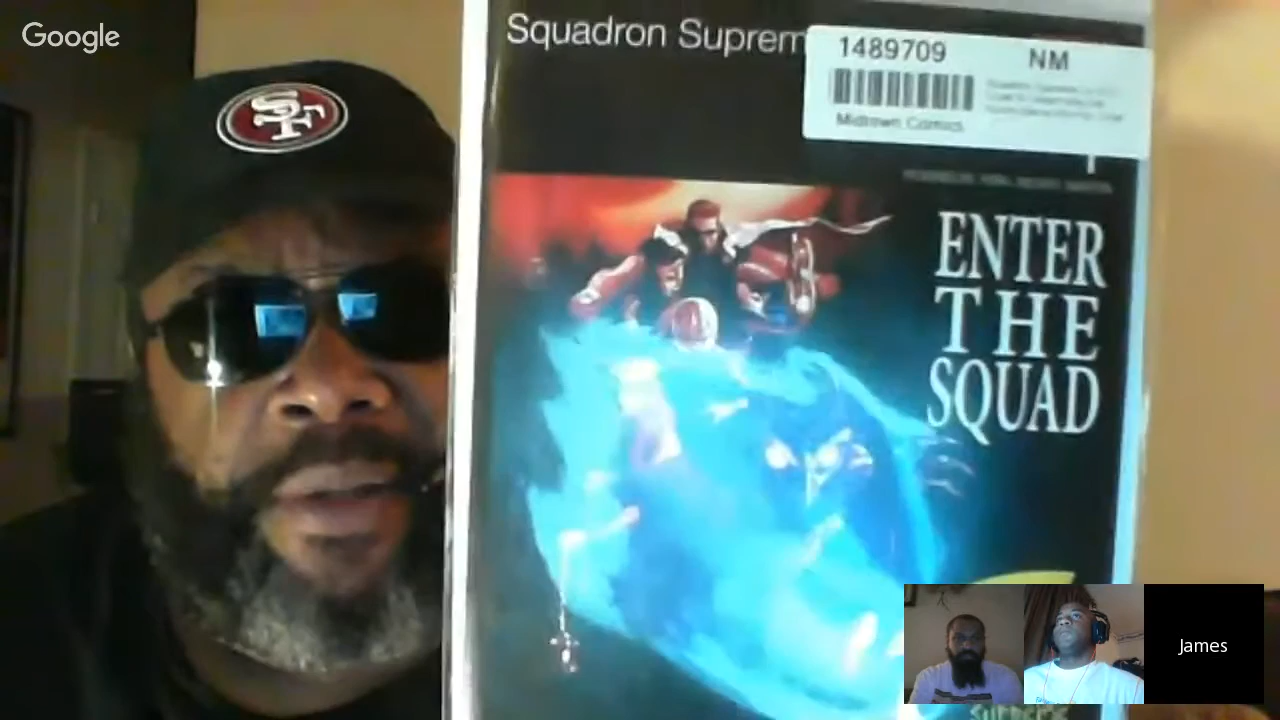 Google
SF
Squadron Suprem
1489709 NM
Midtown Comics
ENTER
THE
SQUAD
James